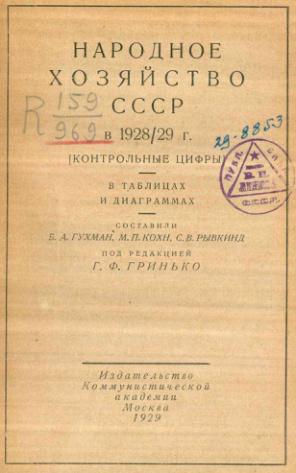 НАРОДНОЕ
ХОЗЯЙСТВО
СССР
R 159
969
в 1928/29 г.
29-8853
[КОНТРОЛЬНЫЕ ЦИФРЫ]
В ТАБЛИЦАХ
И ДИАГРАММАХ
СОСТАВИЛИ
Б. А. ГУХМАН, М. П. КОХН, С. В. РЫВКИНД
ПОД РЕДАКЦИЕЙ
Г. Ф. ГРИНЬКО
Издательство
Коммунистической
академии
Москва
1929